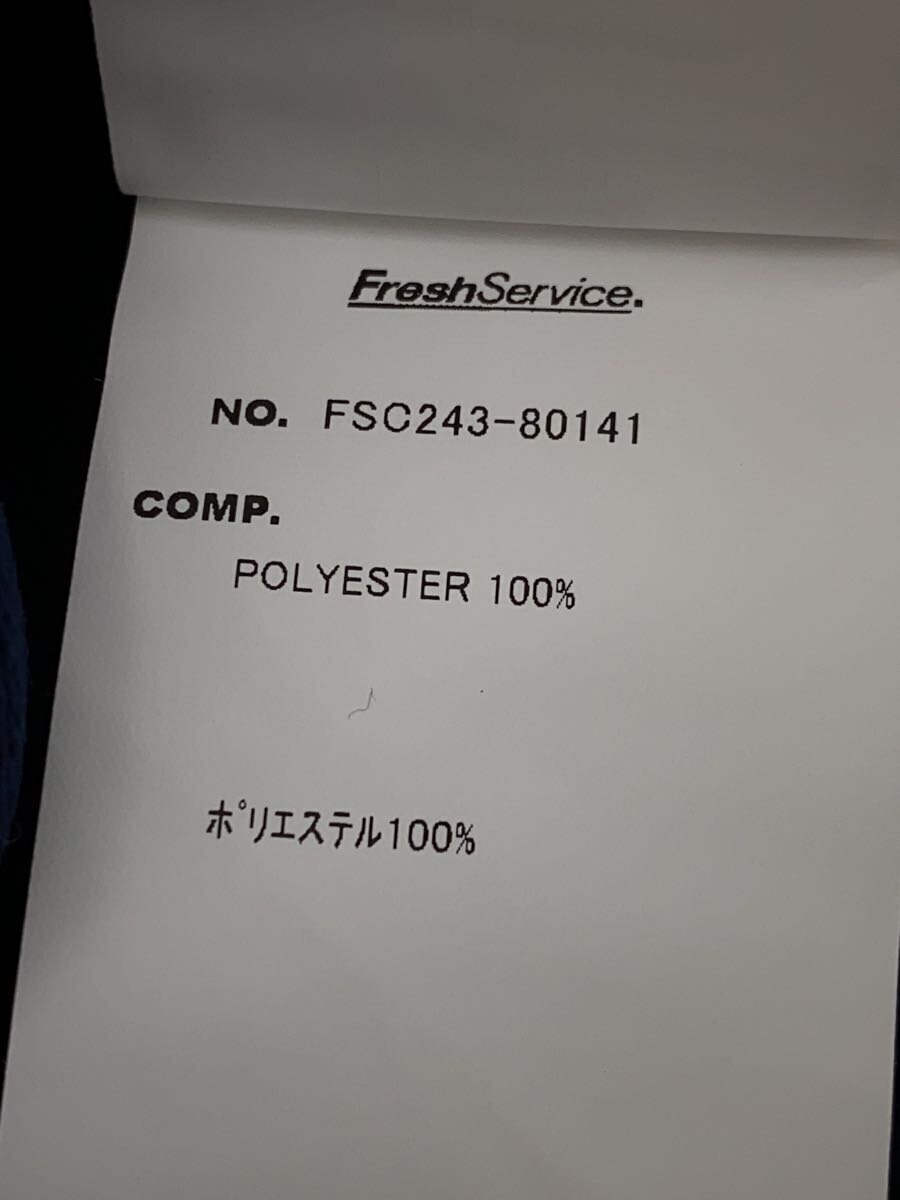 FreshService.
NO. FSC243-80141
COMP.
POLYESTER 100%
ポリエステル100%